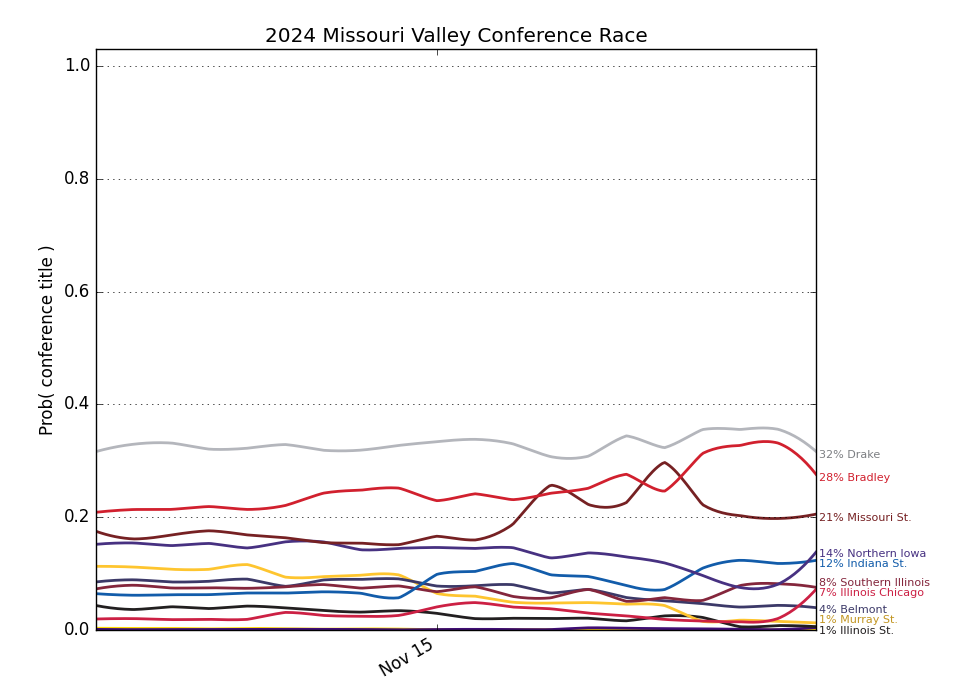 2024 Missouri Valley Conference Race
1.0
0.8
0.6
0.4
0.2
0.0
Prob( conference title )
Nov 15
32% Drake
28% Bradley
21% Missouri St.
14% Northern Iowa
12% Indiana St.
8% Southern Illinois
7% Illinois Chicago
4% Belmont
1% Murray St.
1% Illinois St.